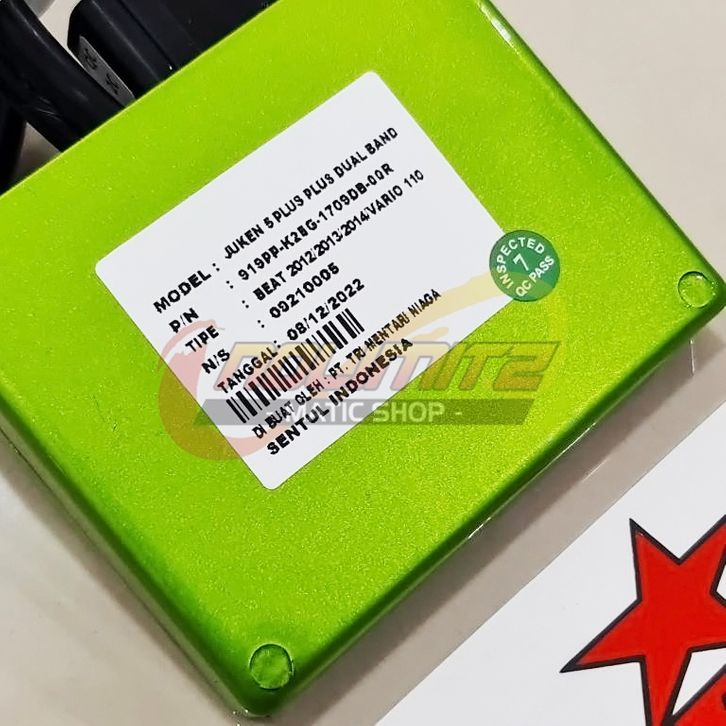 MODEL : JUKEN 5 PLUS PLUS DUAL BAND
P/N : 919PP-K25G-1709DB-00R
TIPE : BEAT 2012/2013/2014/VARIO 110
N/S : 09210005
TANGGAL : 08/12/2022
DI BUAT OLEH : PT. TRI MENTARI NIAGA
SENTUL INDONESIA
INSPECTED
7
QC PASS
NOLIMITZ
MATIC SHOP -